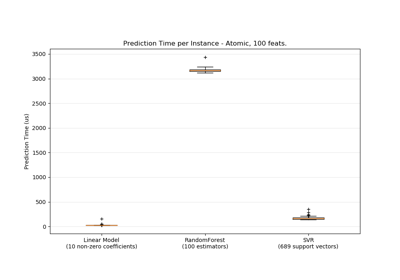 Prediction Time per Instance - Atomic, 100 feats.
Prediction Time (us)
3500
3000
2500
2000
1500
1000
500
0
Linear Model
(10 non-zero coefficients)
RandomForest
(100 estimators)
SVR
(689 support vectors)